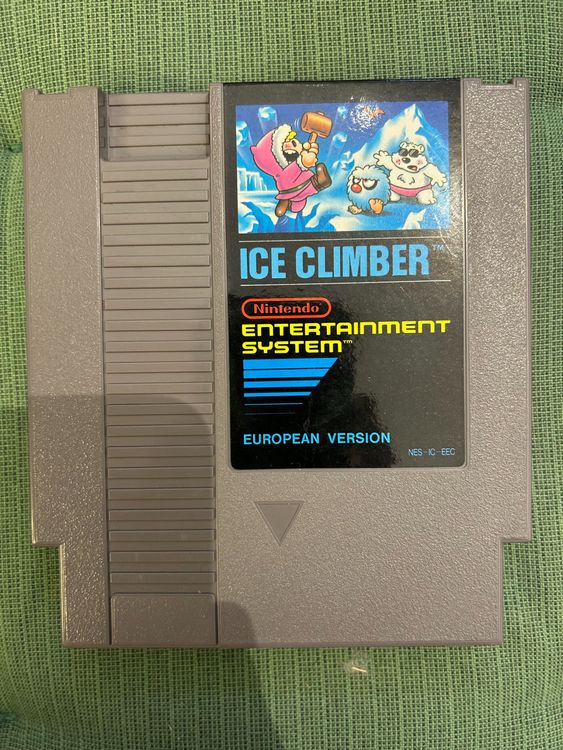 ICE CLIMBER™
Nintendo
ENTERTAINMENT
SYSTEM™
EUROPEAN VERSION
NES-IC-EEC